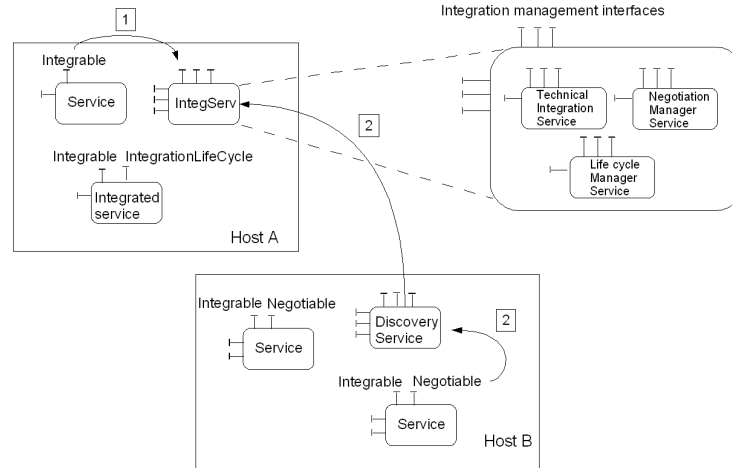 Integration management interfaces
1
Integrable
Service
IntegServ
Technical
Integration
Service
Negotiation
Manager
Service
Life cycle
Manager
Service
2
Integrable IntegrationLifeCycle
Integrated
service
Host A
Integrable Negotiable
Service
Discovery
Service
2
Integrable Negotiable
Service
Host B